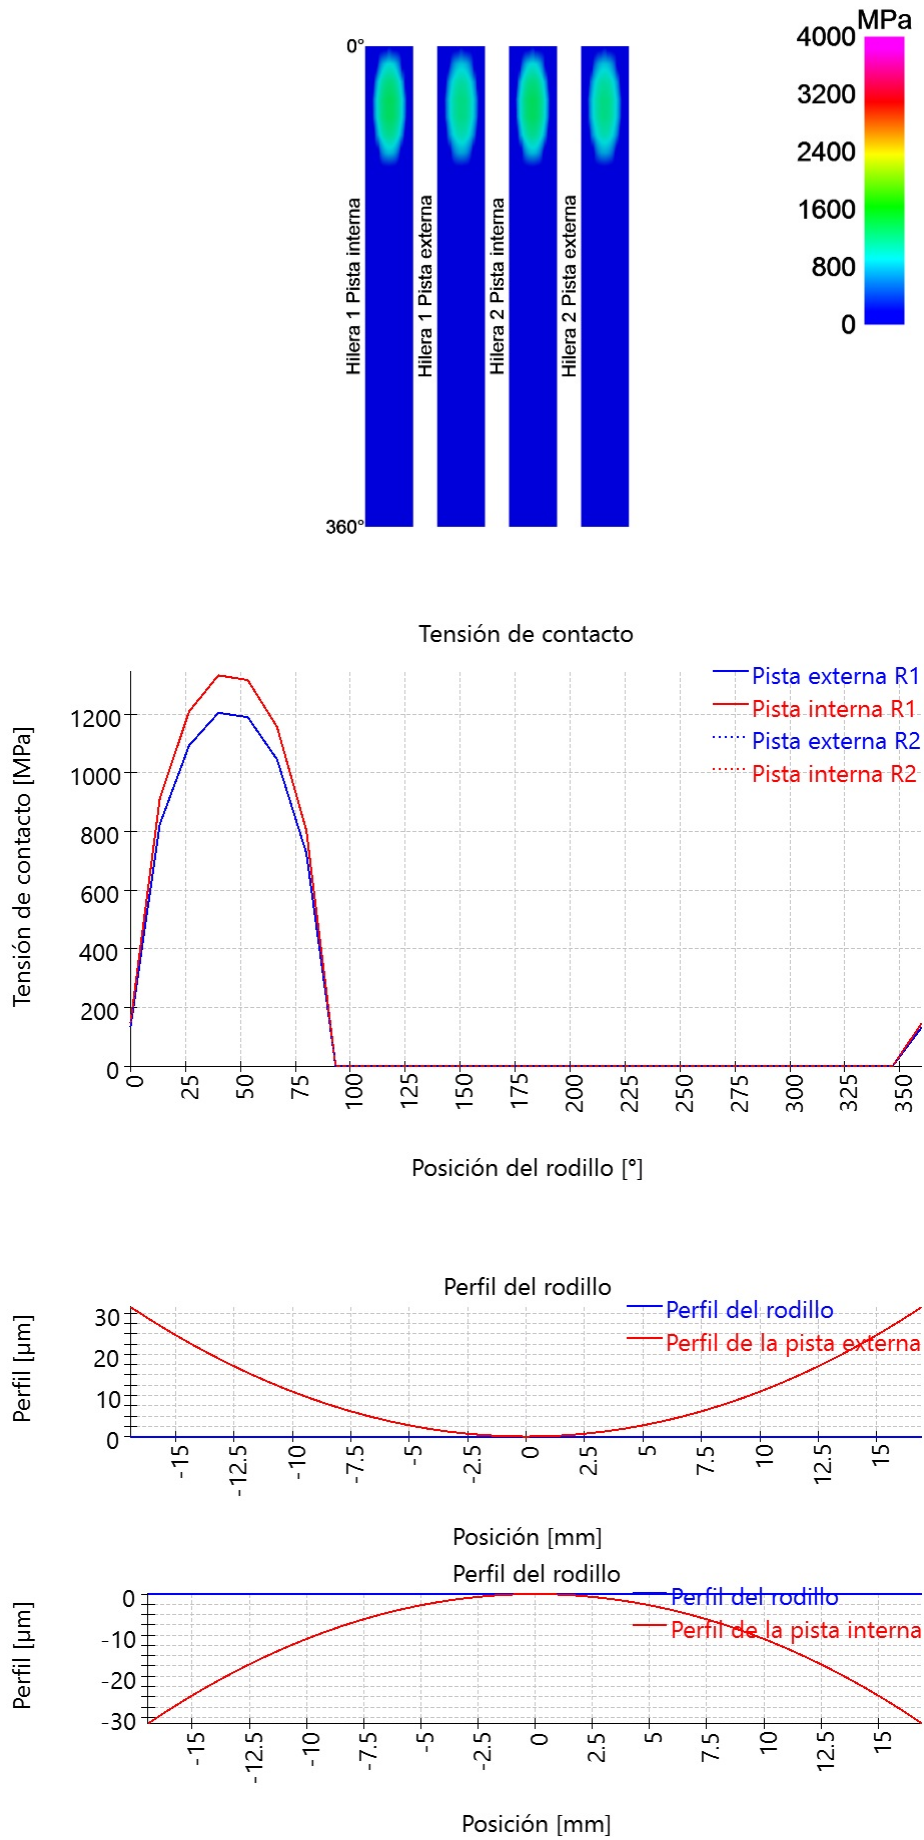 MPa
4000
3200
2400
1600
800
0
0°
360°
Hilera 1 Pista interna
Hilera 1 Pista externa
Hilera 2 Pista interna
Hilera 2 Pista externa
Tensión de contacto
Pista externa R1
Pista interna R1
Pista externa R2
Pista interna R2
Tensión de contacto [MPa]
1200
1000
800
600
400
200
0
0 25 50 75 100 125 150 175 200 225 250 275 300 325 350
Posición del rodillo [°]
Perfil del rodillo
Perfil del rodillo
Perfil de la pista externa
Perfil [µm]
30
20
10
0
-15 -12.5 -10 -7.5 -5 -2.5 0 2.5 5 7.5 10 12.5 15
Posición [mm]
Perfil del rodillo
Perfil del rodillo
Perfil de la pista interna
Perfil [µm]
0
-10
-20
-30
-15 -12.5 -10 -7.5 -5 -2.5 0 2.5 5 7.5 10 12.5 15
Posición [mm]